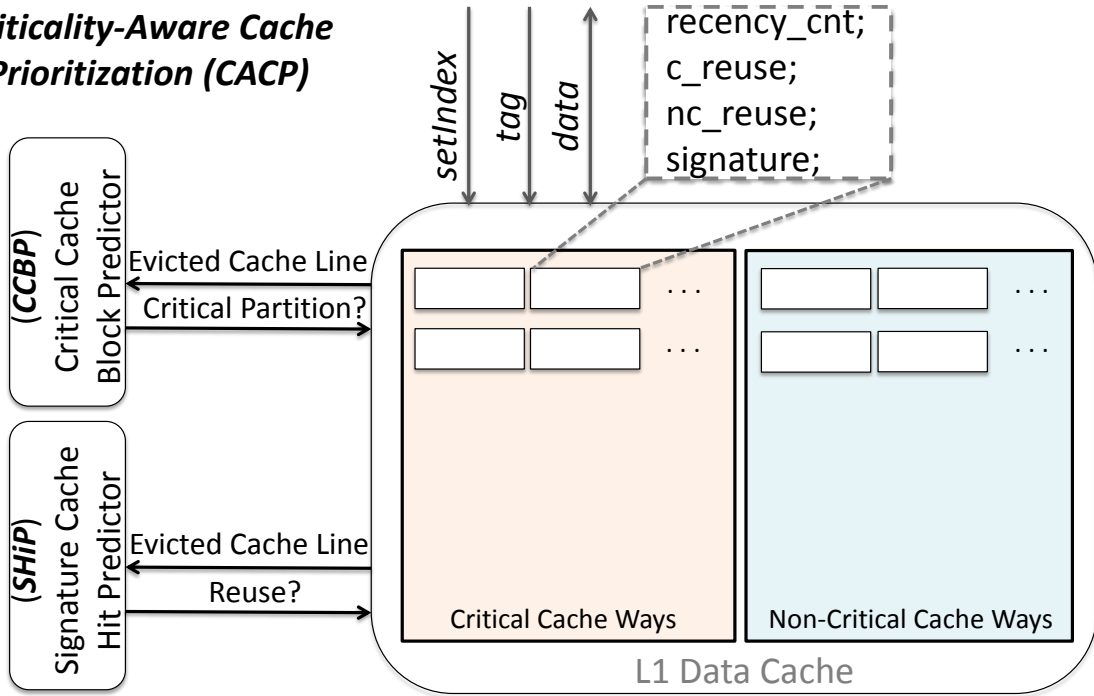 iticality-Aware Cache
Prioritization (CACP)
setIndex
tag
data
recency_cnt;
c_reuse;
nc_reuse;
signature;
(CCBP)
Critical Cache
Block Predictor
Evicted Cache Line
Critical Partition?
. . .
. . .
. . .
. . .
(SHiP)
Signature Cache
Hit Predictor
Evicted Cache Line
Reuse?
Critical Cache Ways
Non-Critical Cache Ways
L1 Data Cache